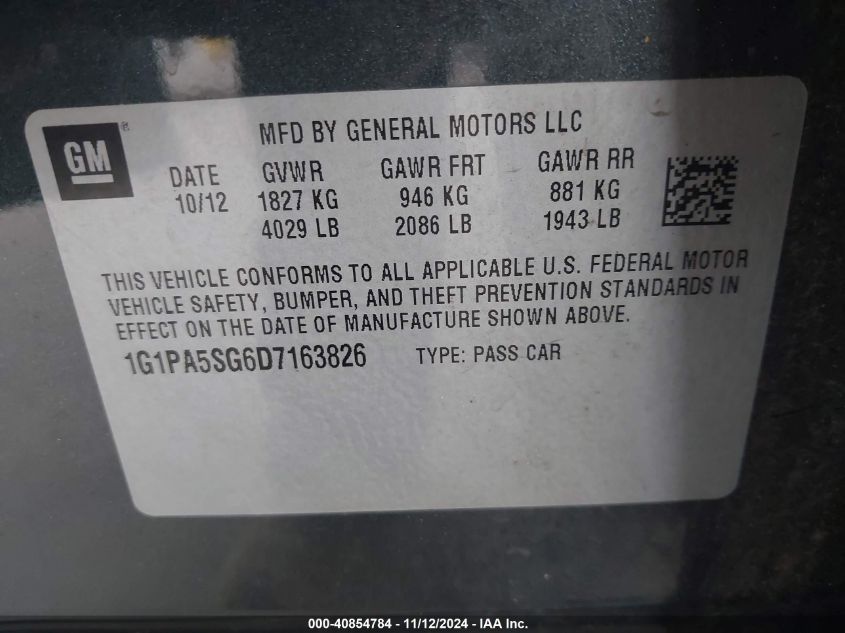 GM ®
MFD BY GENERAL MOTORS LLC
DATE GVWR GAWR FRT GAWR RR
10/12 1827 KG 946 KG 881 KG
4029 LB 2086 LB 1943 LB
THIS VEHICLE CONFORMS TO ALL APPLICABLE U.S. FEDERAL MOTOR
VEHICLE SAFETY, BUMPER, AND THEFT PREVENTION STANDARDS IN
EFFECT ON THE DATE OF MANUFACTURE SHOWN ABOVE.
1G1PA5SG6D7163826 TYPE: PASS CAR
000-40854784 - 11/12/2024 - IAA Inc.